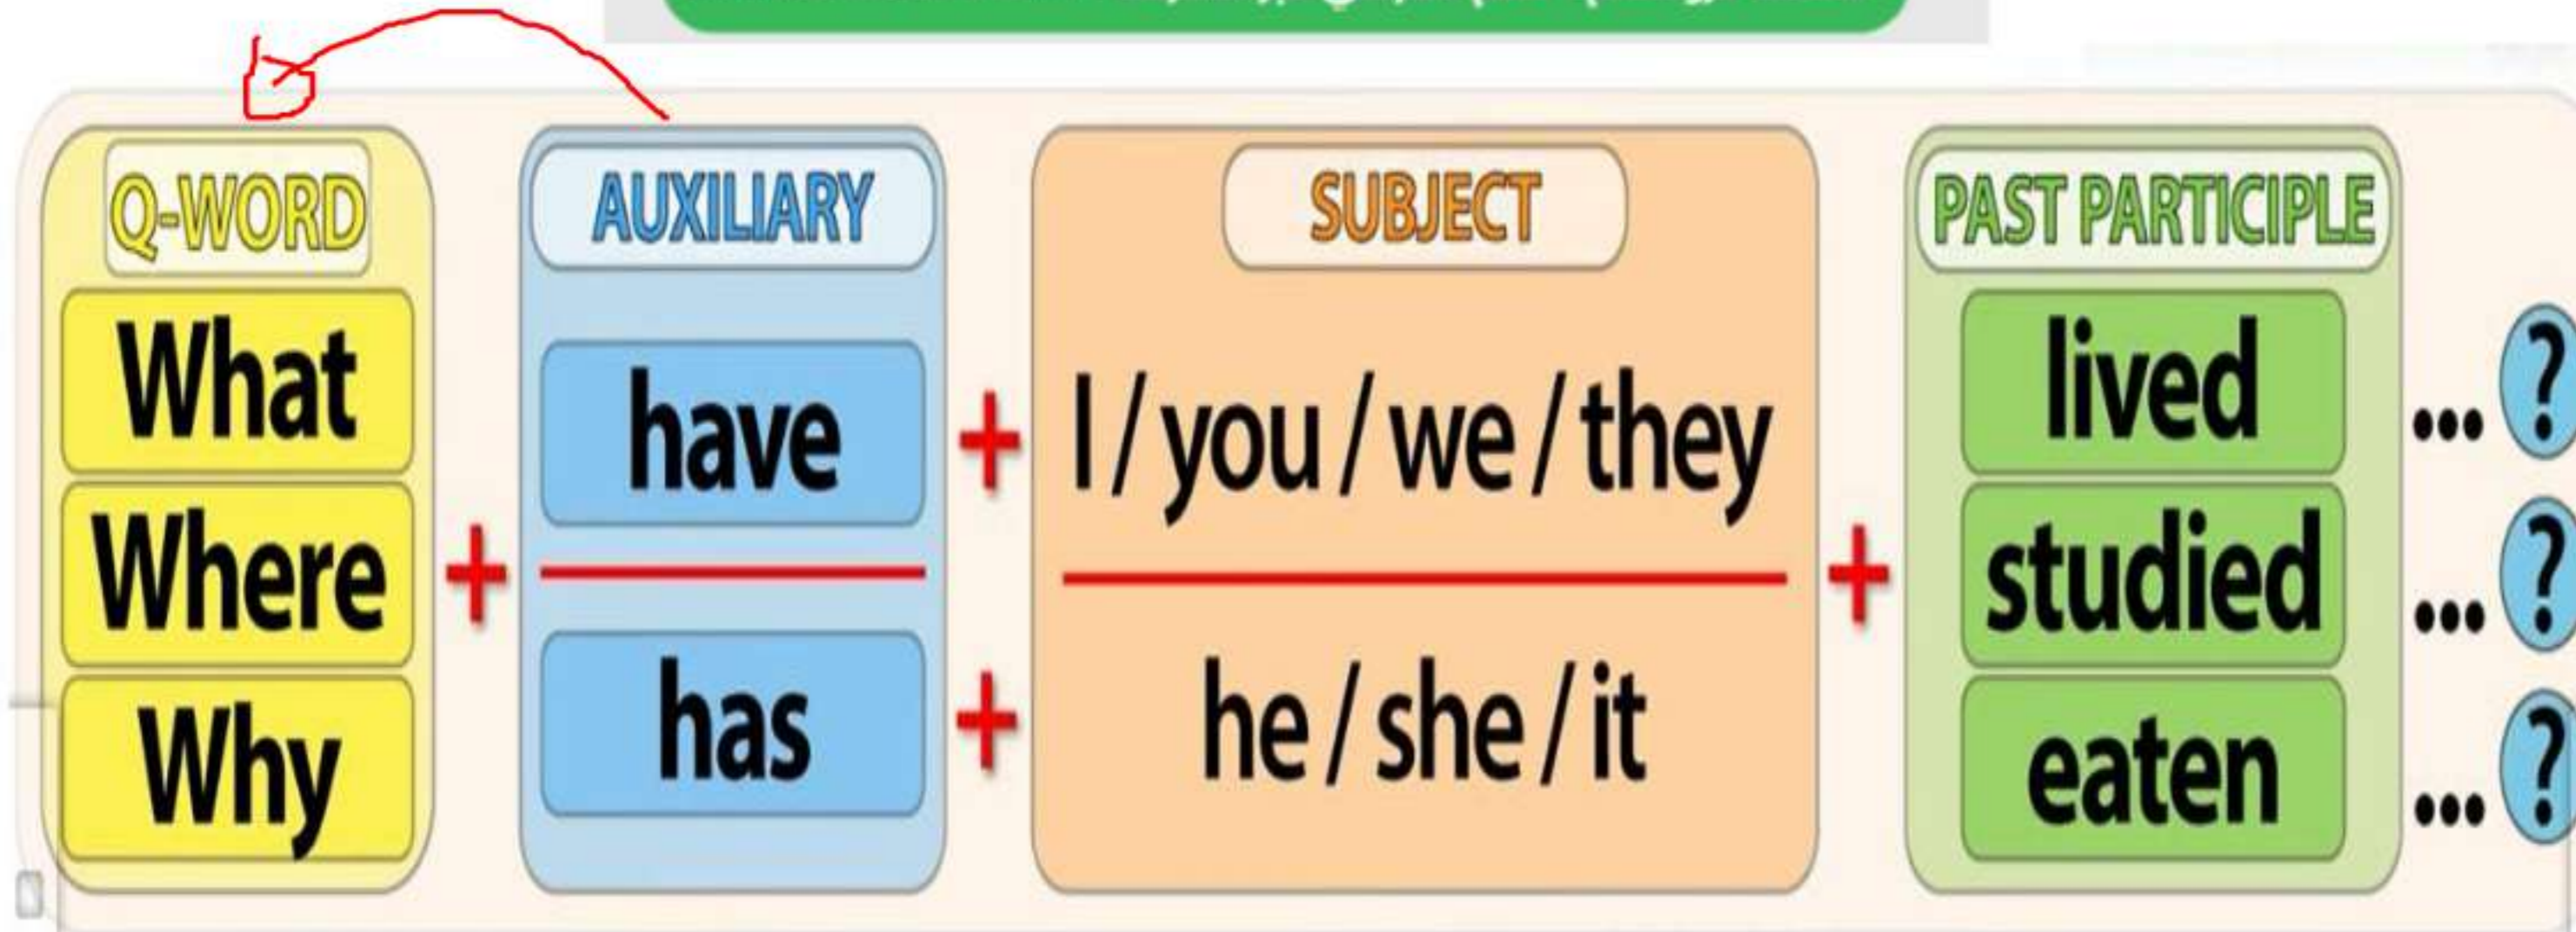 Q-WORD AUXILIARY SUBJECT PAST PARTICIPLE
What have + I / you / we / they lived ... ?
Where + + studied ... ?
Why has + he / she / it eaten ... ?